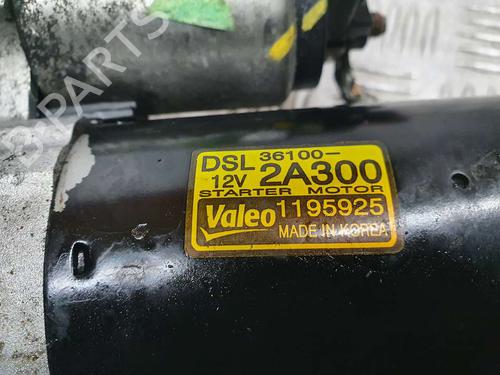 DSL 36100-
12V 2A300
STARTER MOTOR
Valeo 1195925
MADE IN KOREA
B-PARTS